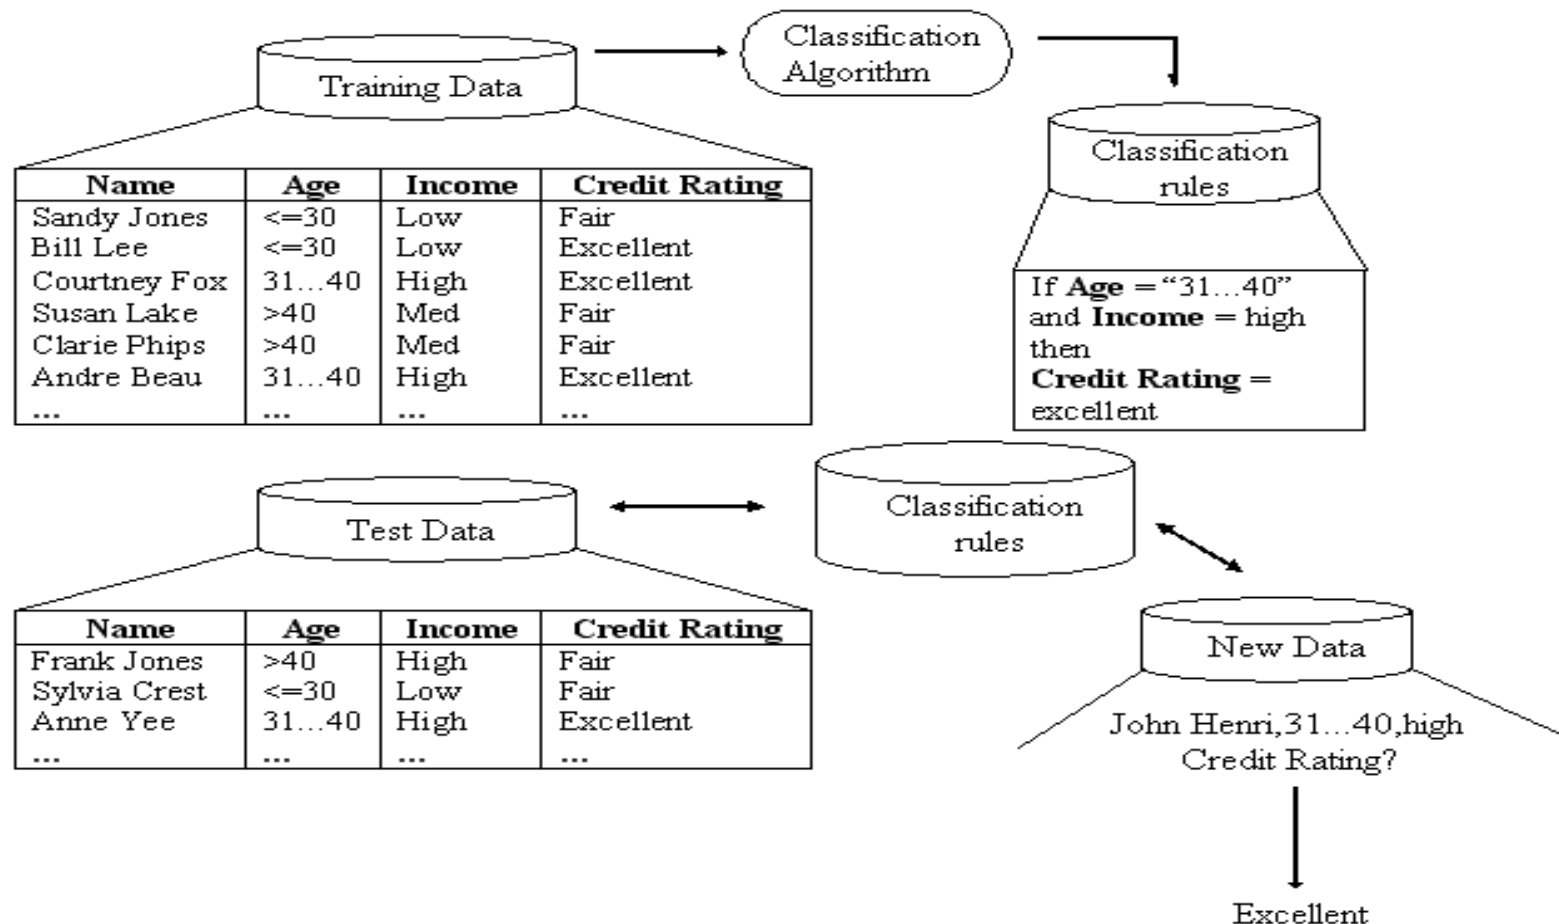 Training Data
Classification
Algorithm
Classification
rules
Name Age Income Credit Rating
Sandy Jones <=30 Low Fair
Bill Lee <=30 Low Excellent
Courtney Fox 31...40 High Excellent
Susan Lake >40 Med Fair
Clarie Phips >40 Med Fair
Andre Beau 31...40 High Excellent
... ... ... ...
If Age = “31...40”
and Income = high
then
Credit Rating =
excellent
Test Data
Classification
rules
Name Age Income Credit Rating
Frank Jones >40 High Fair
Sylvia Crest <=30 Low Fair
Anne Yee 31...40 High Excellent
... ... ... ...
New Data
John Henri,31...40,high
Credit Rating?
Excellent